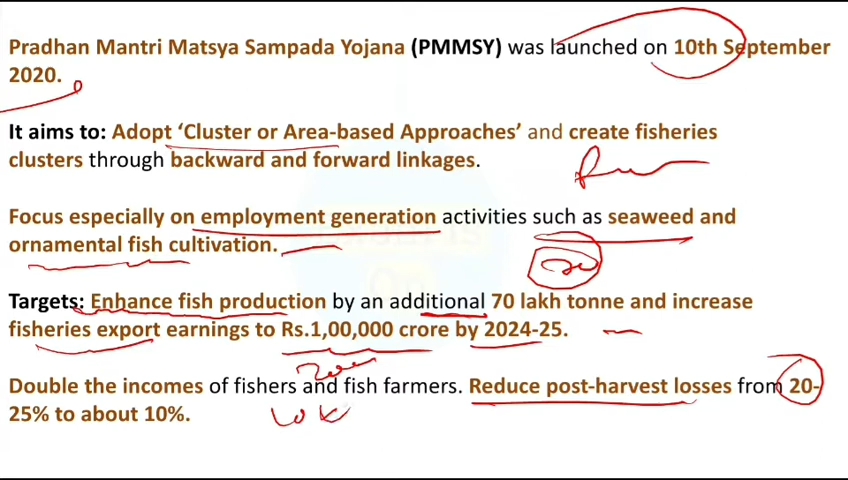 Pradhan Mantri Matsya Sampada Yojana (PMMSY) was launched on 10th September
2020.
It aims to: Adopt ‘Cluster or Area-based Approaches’ and create fisheries
clusters through backward and forward linkages.
Focus especially on employment generation activities such as seaweed and
ornamental fish cultivation.
Targets: Enhance fish production by an additional 70 lakh tonne and increase
fisheries export earnings to Rs.1,00,000 crore by 2024-25.
Double the incomes of fishers and fish farmers. Reduce post-harvest losses from 20-
25% to about 10%.